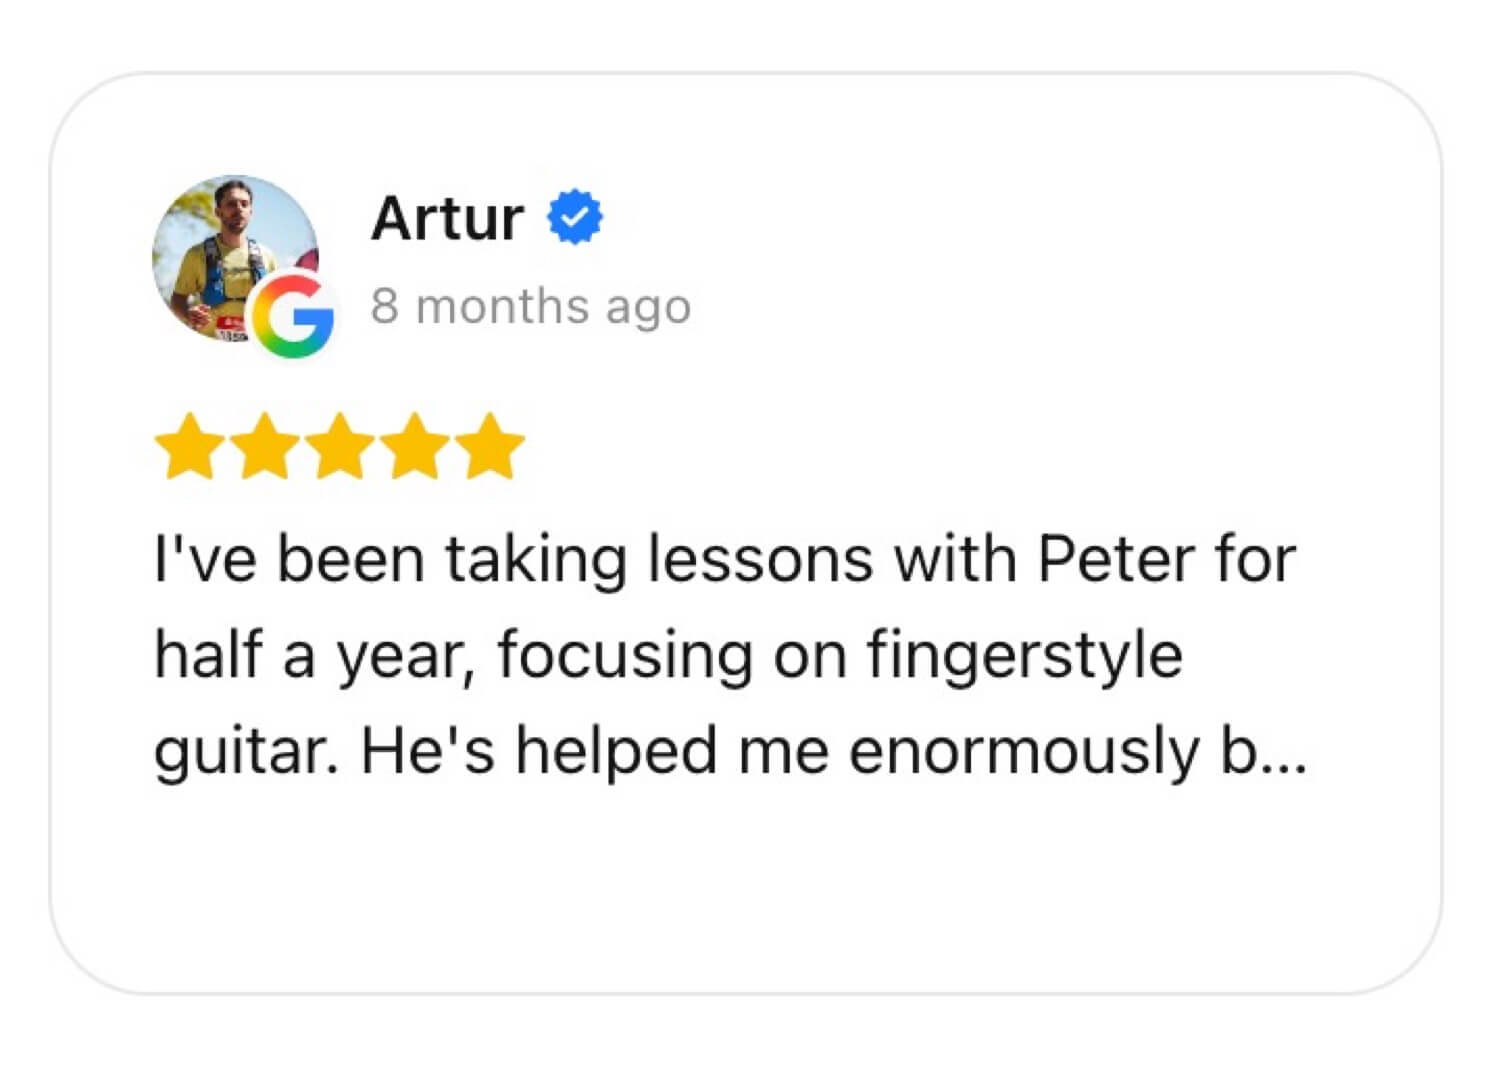 Artur
8 months ago
I've been taking lessons with Peter for
half a year, focusing on fingerstyle
guitar. He's helped me enormously b...